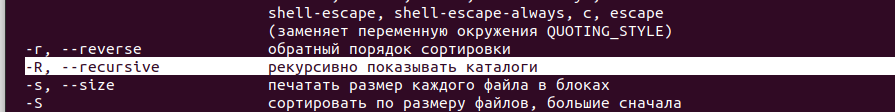 shell-escape, shell-escape-always, c, escape
(заменяет переменную окружения QUOTING_STYLE)
-r, --reverse обратный порядок сортировки
-R, --recursive рекурсивно показывать каталоги
-s, --size печатать размер каждого файла в блоках
-S сортировать по размеру файлов, большие сначала